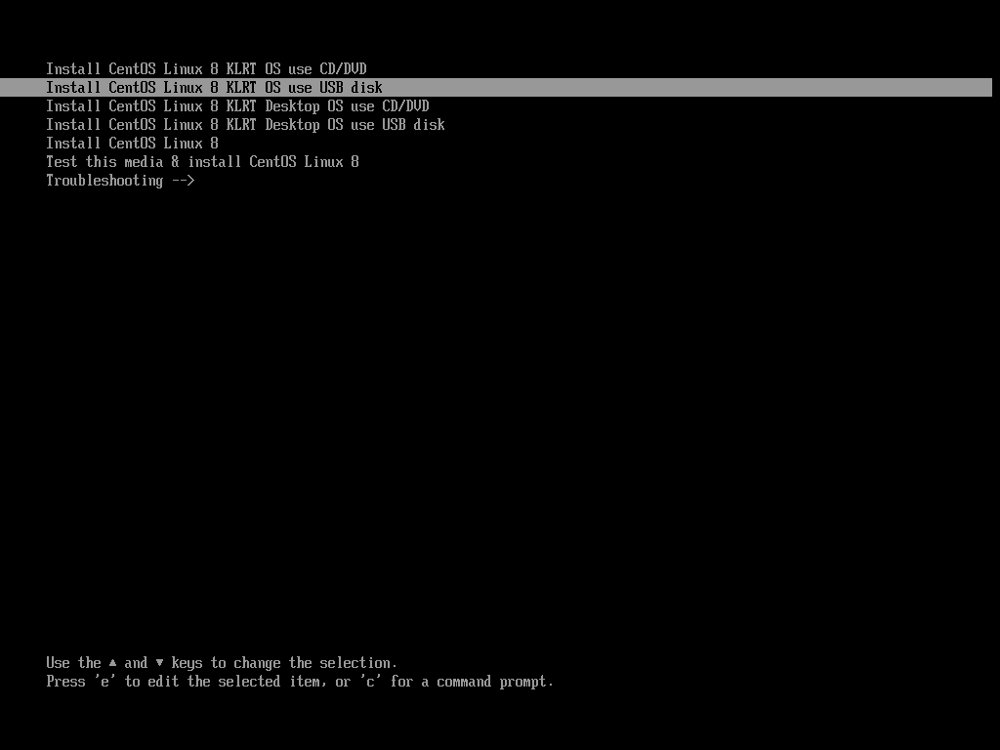 Install CentOS Linux 8 KLRT OS use CD/DVD
Install CentOS Linux 8 KLRT OS use USB disk
Install CentOS Linux 8 KLRT Desktop OS use CD/DVD
Install CentOS Linux 8 KLRT Desktop OS use USB disk
Install CentOS Linux 8
Test this media & install CentOS Linux 8
Troubleshooting -->
Use the ▲ and ▼ keys to change the selection.
Press 'e' to edit the selected item, or 'c' for a command prompt.